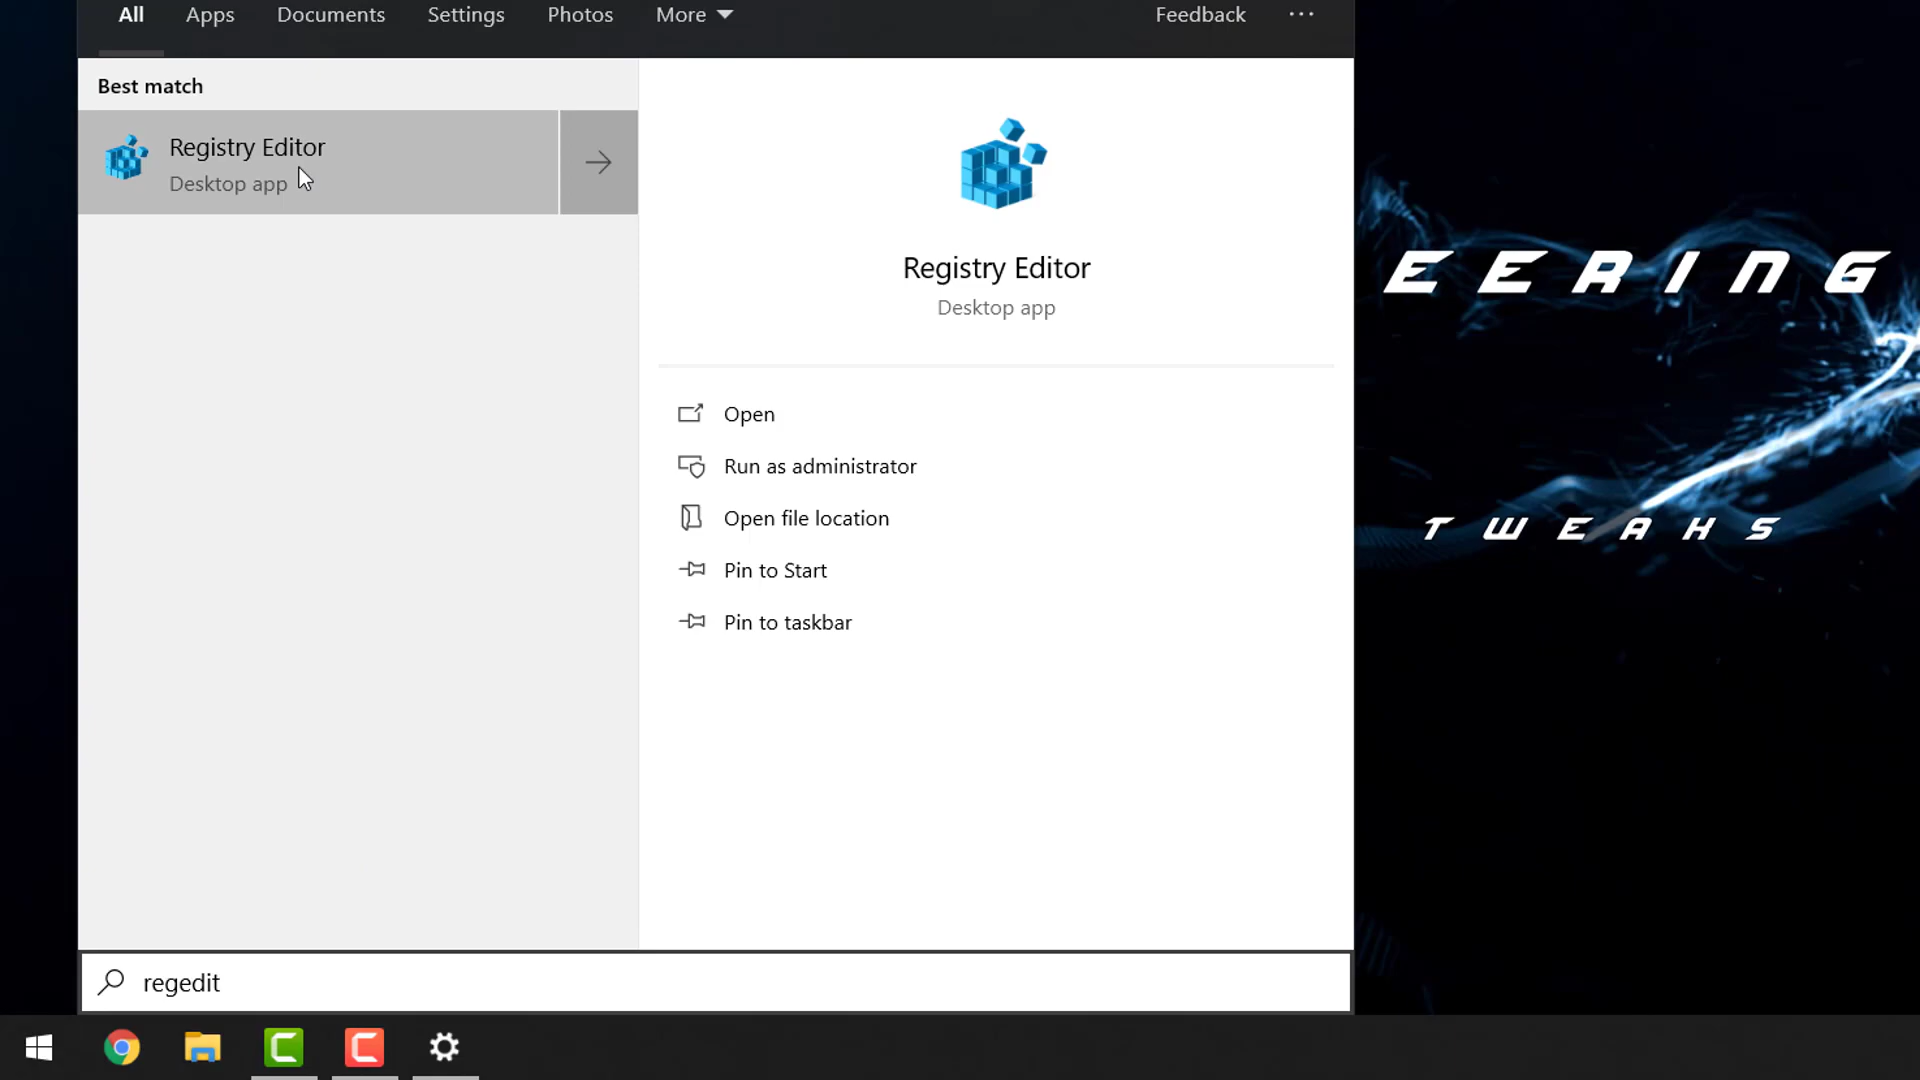 All Apps Documents Settings Photos More Feedback ...
Best match
Registry Editor
Desktop app
Registry Editor
Desktop app
Open
Run as administrator
Open file location
Pin to Start
Pin to taskbar
EERING
TWEAKS
regedit